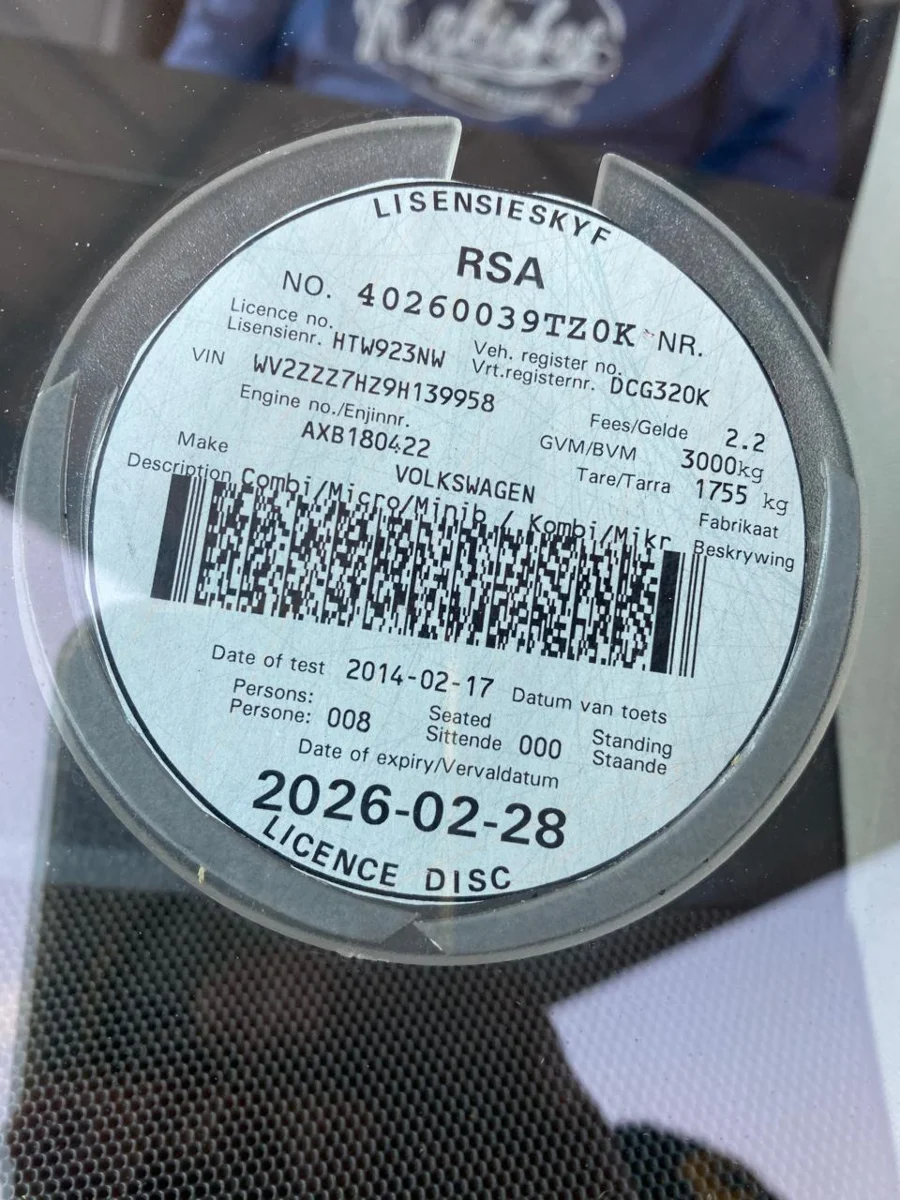 LISENSIESKYF
RSA
NO. 40260039TZ0K NR.
Licence no. Lisensienr. HTW923NW Veh. register no. Vrt.registernr. DCG320K
VIN WV2ZZZ7HZ9H139958 Fees/Gelde 2.2
Engine no./Enjinnr. AXB180422 GVM/BVM 3000kg
Tare/Tarra 1755 kg
Make VOLKSWAGEN Fabrikaat
Description Combi/Micro/Minib / Kombi/Mikr Beskrywing
Date of test 2014-02-17 Datum van toets
Persons: Persone: 008 Seated Sittende 000 Standing Staande
Date of expiry/Vervaldatum
2026-02-28
LICENCE DISC